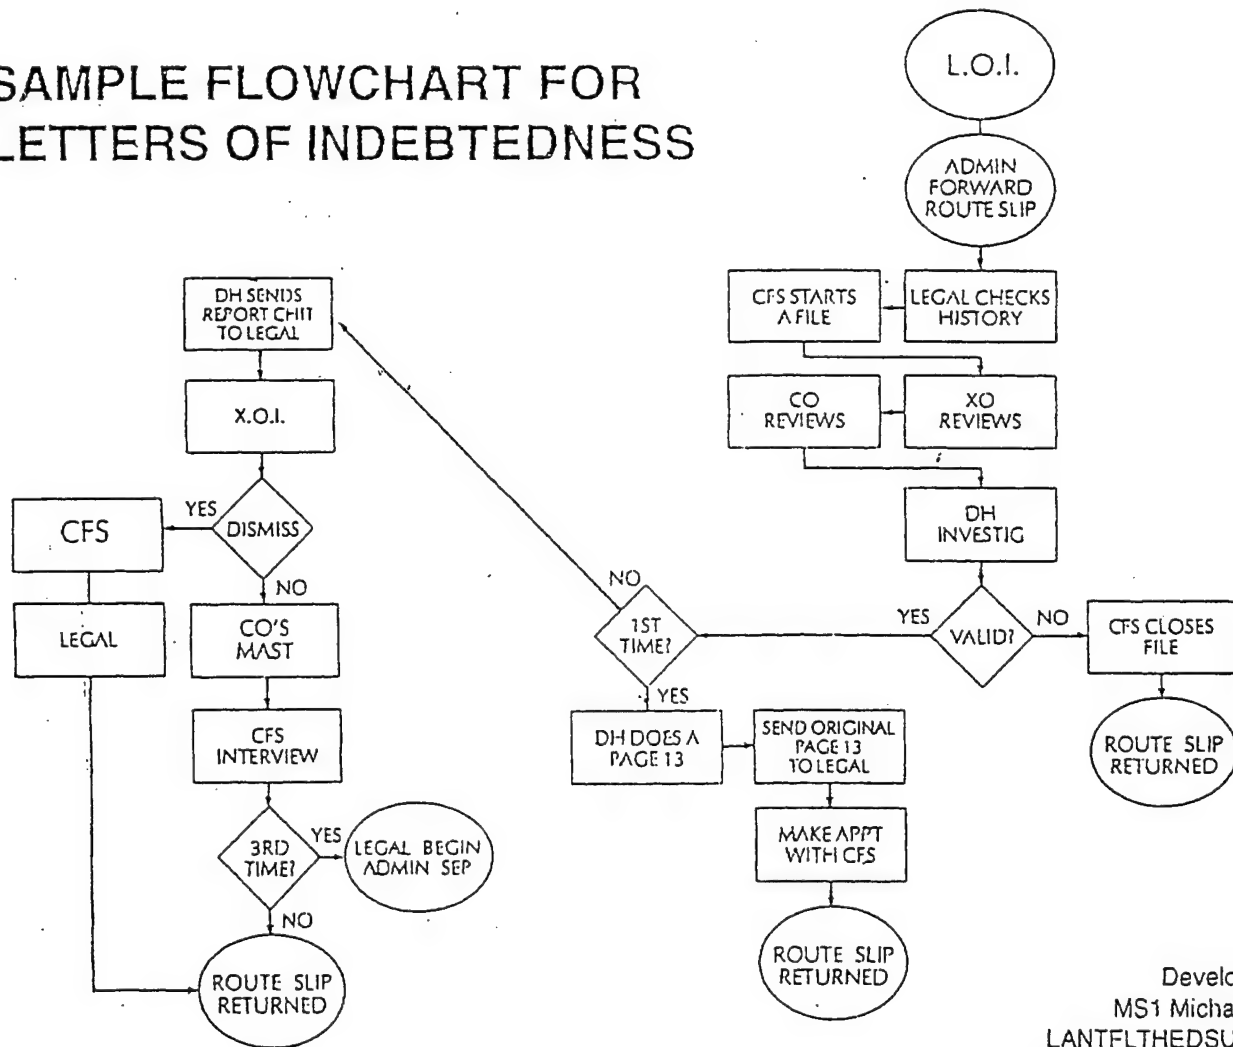 SAMPLE FLOWCHART FOR
LETTERS OF INDEBTEDNESS
L.O.I.
ADMIN
FORWARD
ROUTE SLIP
LEGAL CHECKS
HISTORY
CFS STARTS
A FILE
XO
REVIEWS
CO
REVIEWS
DH
INVESTIG
VALID?
YES
NO
CFS CLOSES
FILE
ROUTE SLIP
RETURNED
1ST
TIME?
NO
YES
DH DOES A
PAGE 13
SEND ORIGINAL
PAGE 13
TO LEGAL
MAKE APPT
WITH CFS
ROUTE SLIP
RETURNED
DH SENDS
REPORT CHIT
TO LEGAL
X.O.I.
DISMISS
YES
NO
CFS
LEGAL
CO'S
MAST
CFS
INTERVIEW
3RD
TIME?
YES
NO
LEGAL BEGIN
ADMIN SEP
ROUTE SLIP
RETURNED
Develo
MS1 Micha
LANTFLTHEDSU